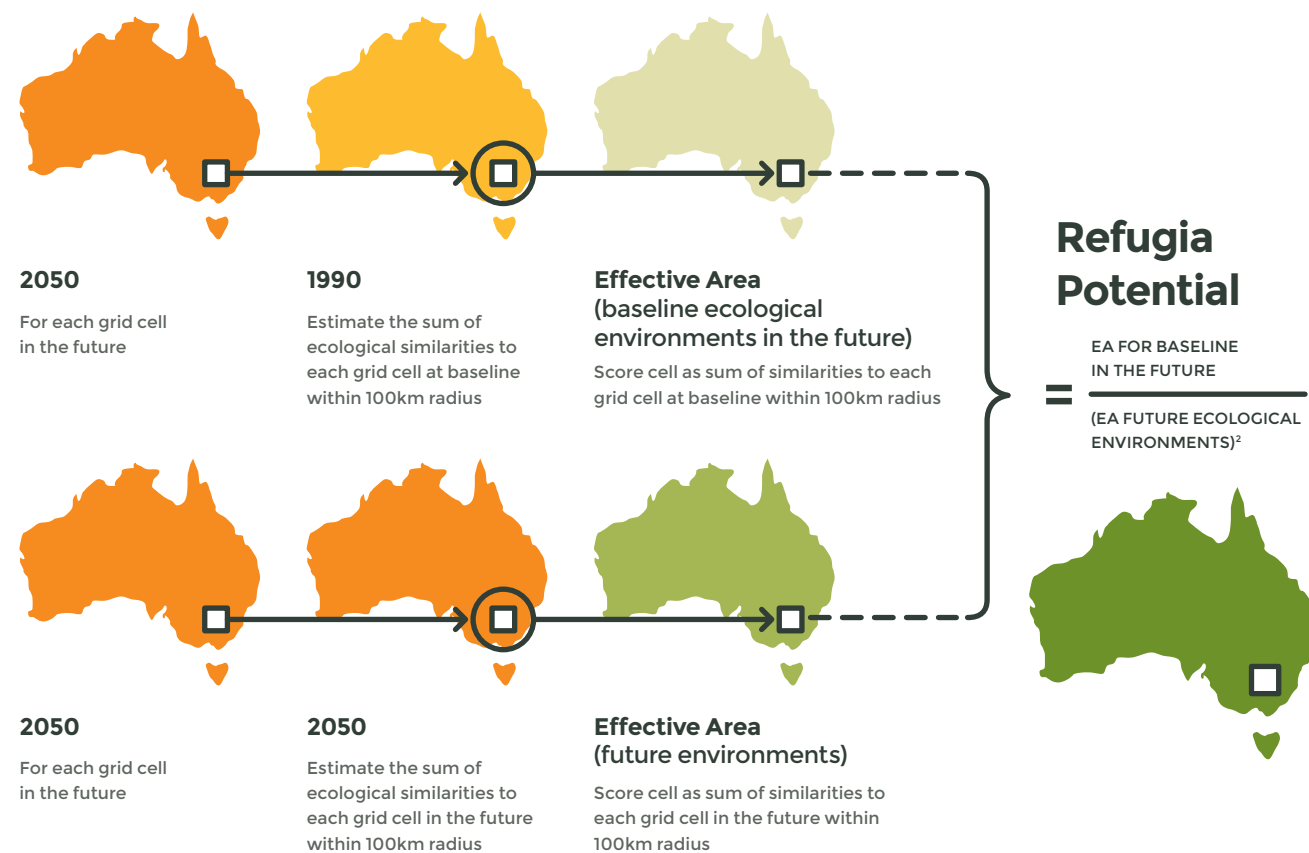 2050
For each grid cell
in the future
1990
Estimate the sum of
ecological similarities to
each grid cell at baseline
within 100km radius
Effective Area
(baseline ecological
environments in the future)
Score cell as sum of similarities to each
grid cell at baseline within 100km radius
2050
For each grid cell
in the future
2050
Estimate the sum of
ecological similarities to
each grid cell in the future
within 100km radius
Effective Area
(future environments)
Score cell as sum of similarities to
each grid cell in the future within
100km radius
Refugia
Potential
=
EA FOR BASELINE
IN THE FUTURE
(EA FUTURE ECOLOGICAL
ENVIRONMENTS)²